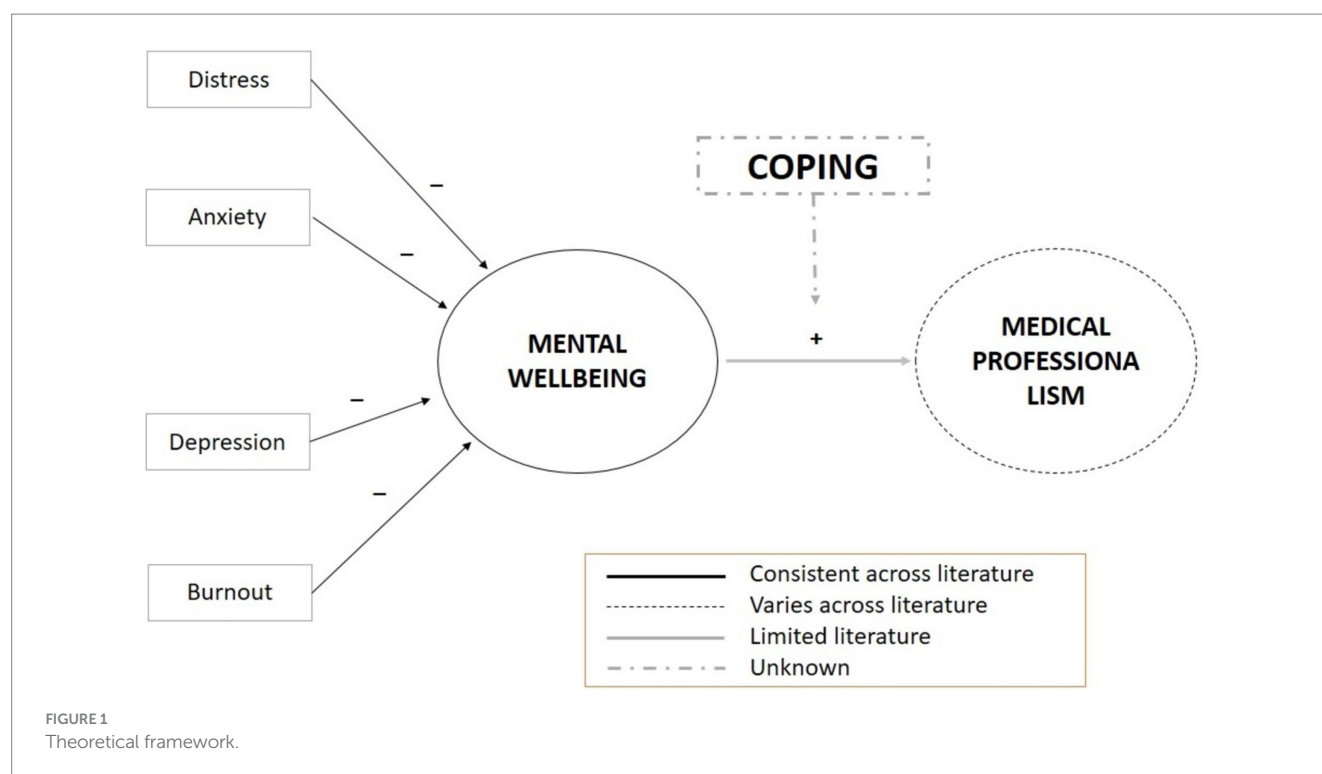 Distress
–
COPING
Anxiety
–
MENTAL
WELLBEING
+
MEDICAL
PROFESSIONA
LISM
–
Depression
–
Burnout
Consistent across literature
Varies across literature
Limited literature
Unknown
FIGURE 1
Theoretical framework.